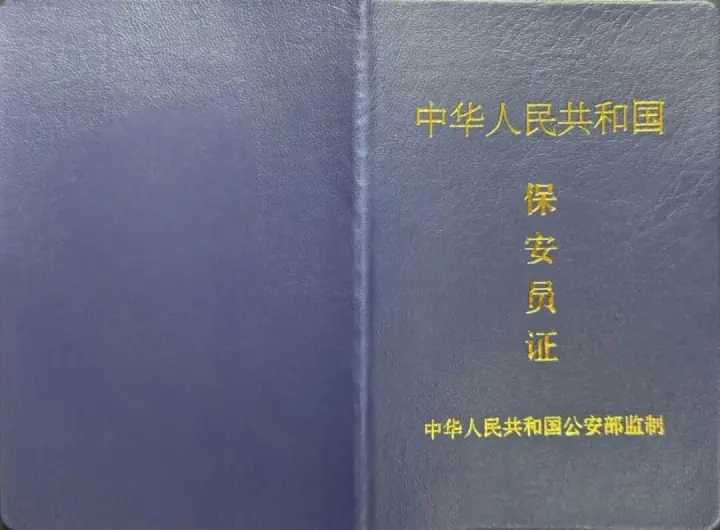 中华人民共和国
保安员证
中华人民共和国公安部监制